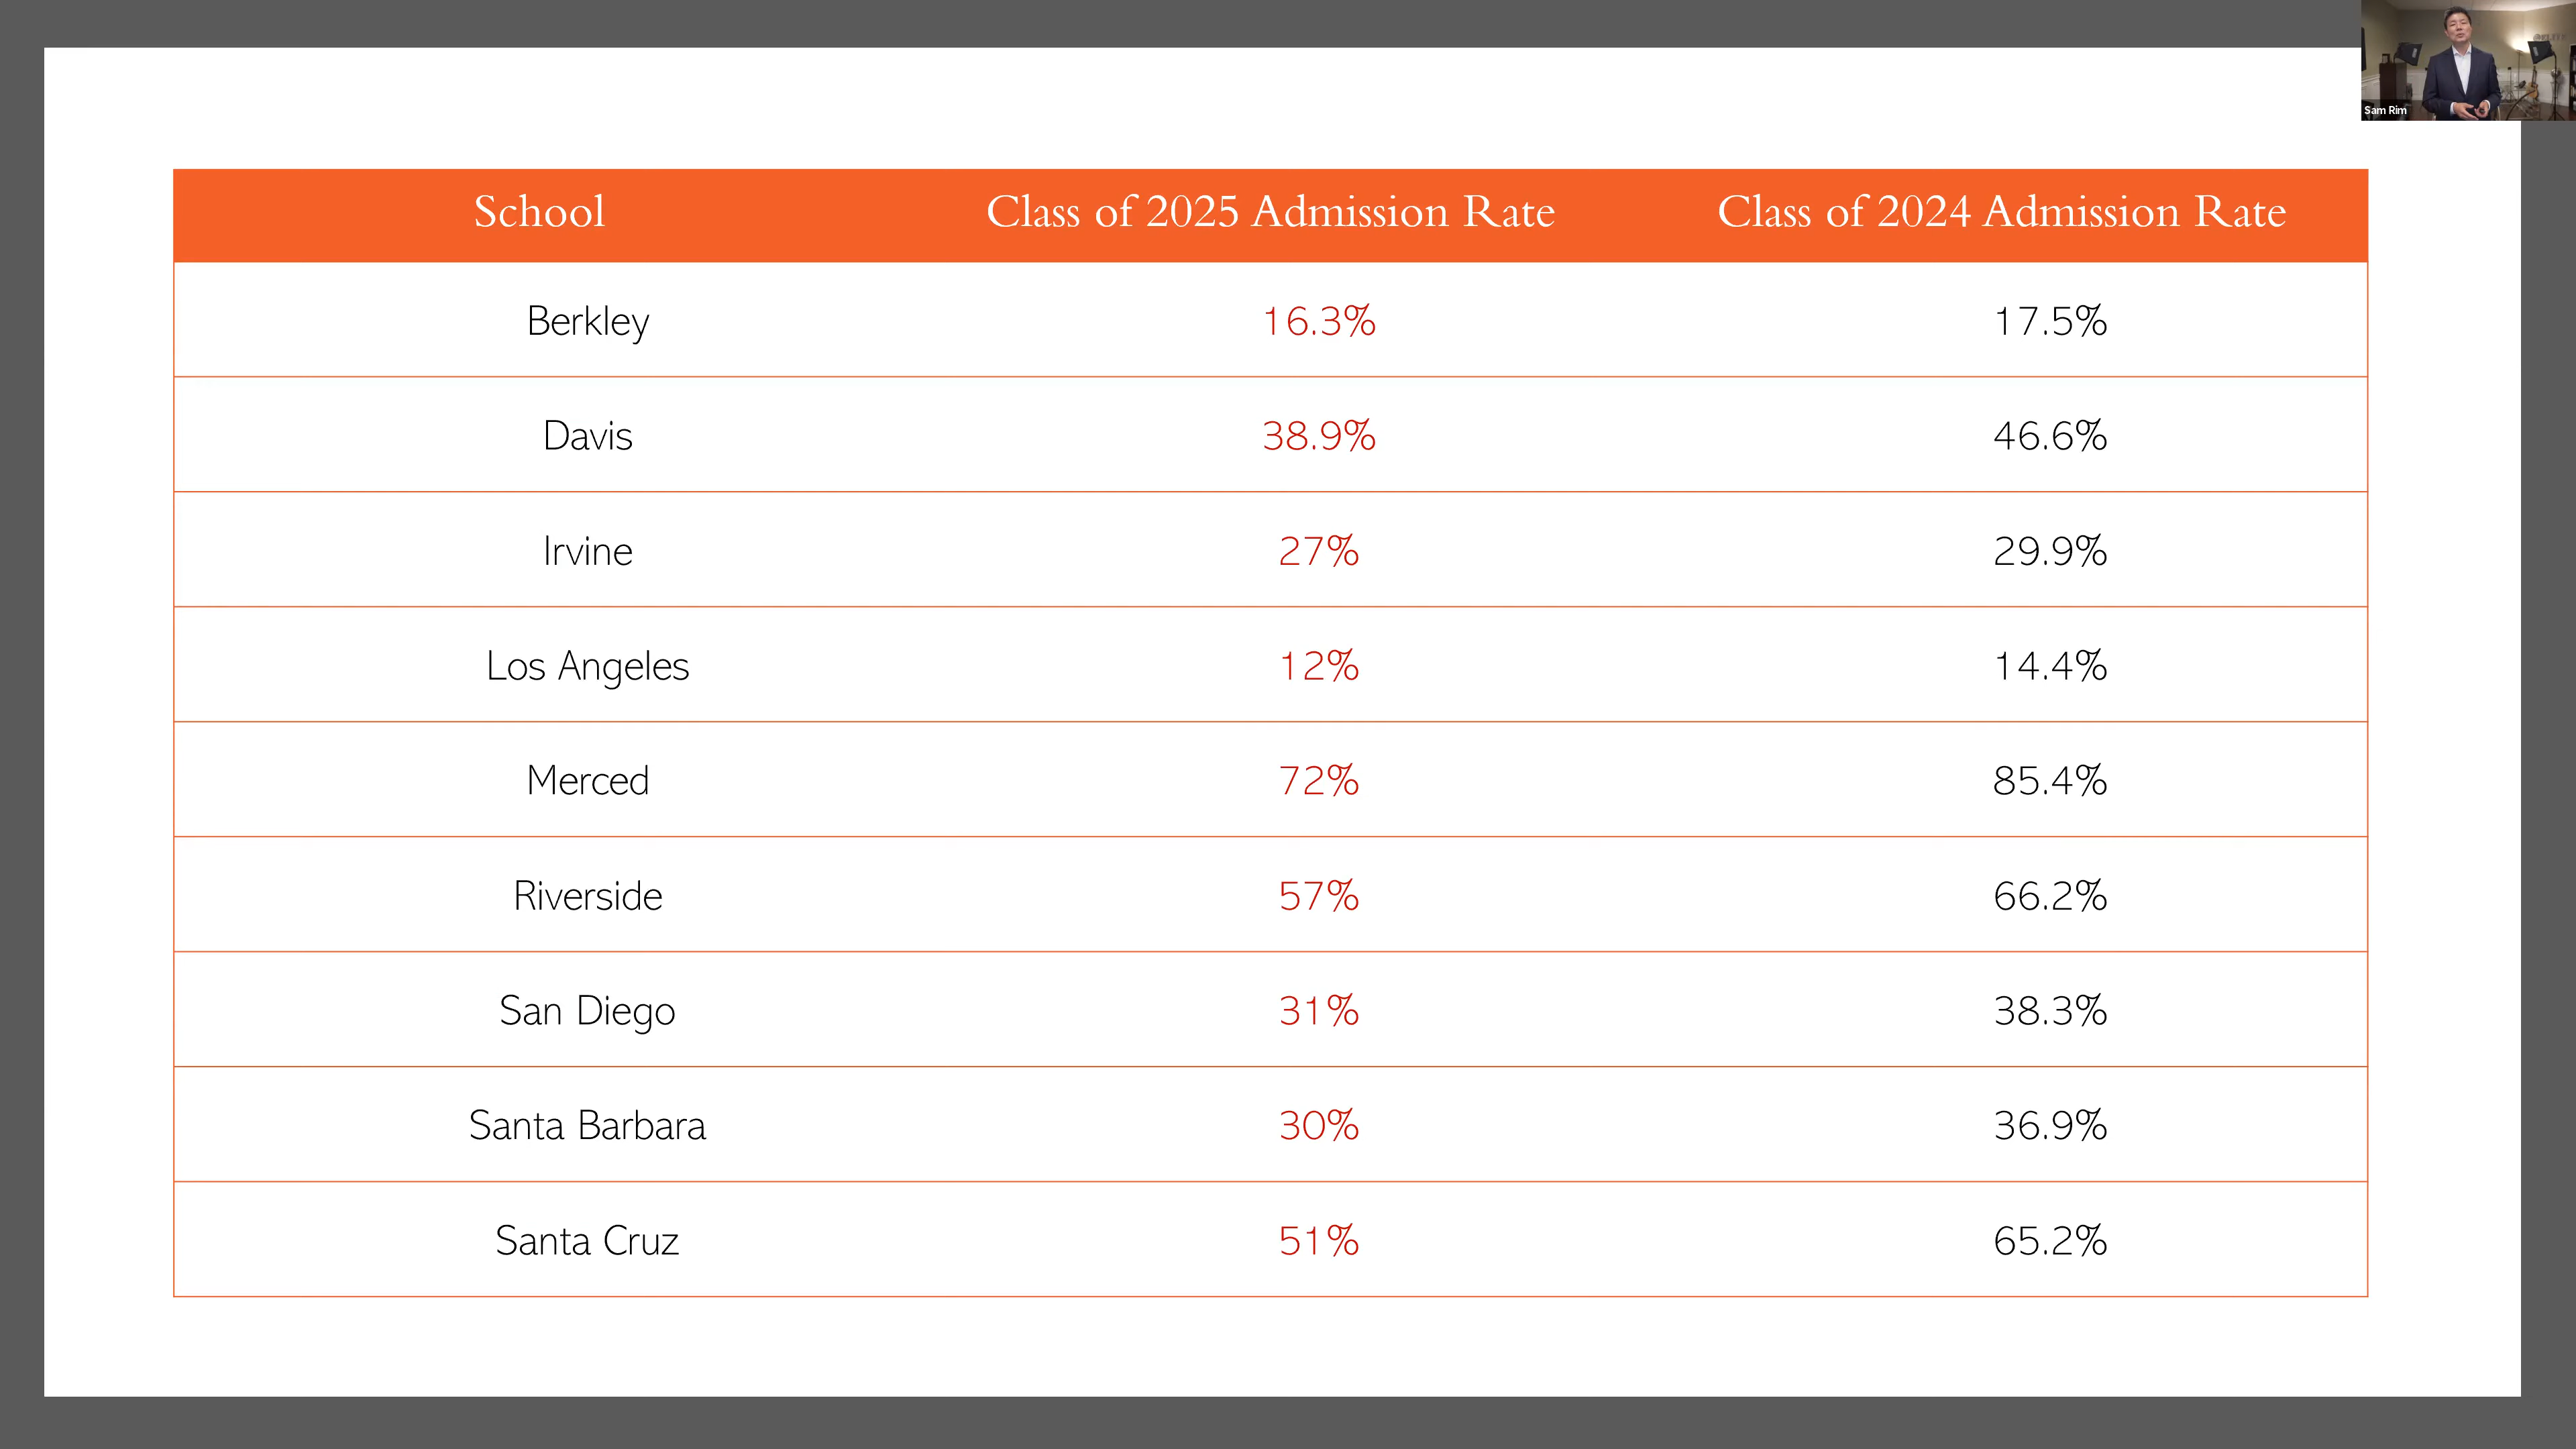 Sam Rim
School Class of 2025 Admission Rate Class of 2024 Admission Rate
Berkley 16.3% 17.5%
Davis 38.9% 46.6%
Irvine 27% 29.9%
Los Angeles 12% 14.4%
Merced 72% 85.4%
Riverside 57% 66.2%
San Diego 31% 38.3%
Santa Barbara 30% 36.9%
Santa Cruz 51% 65.2%